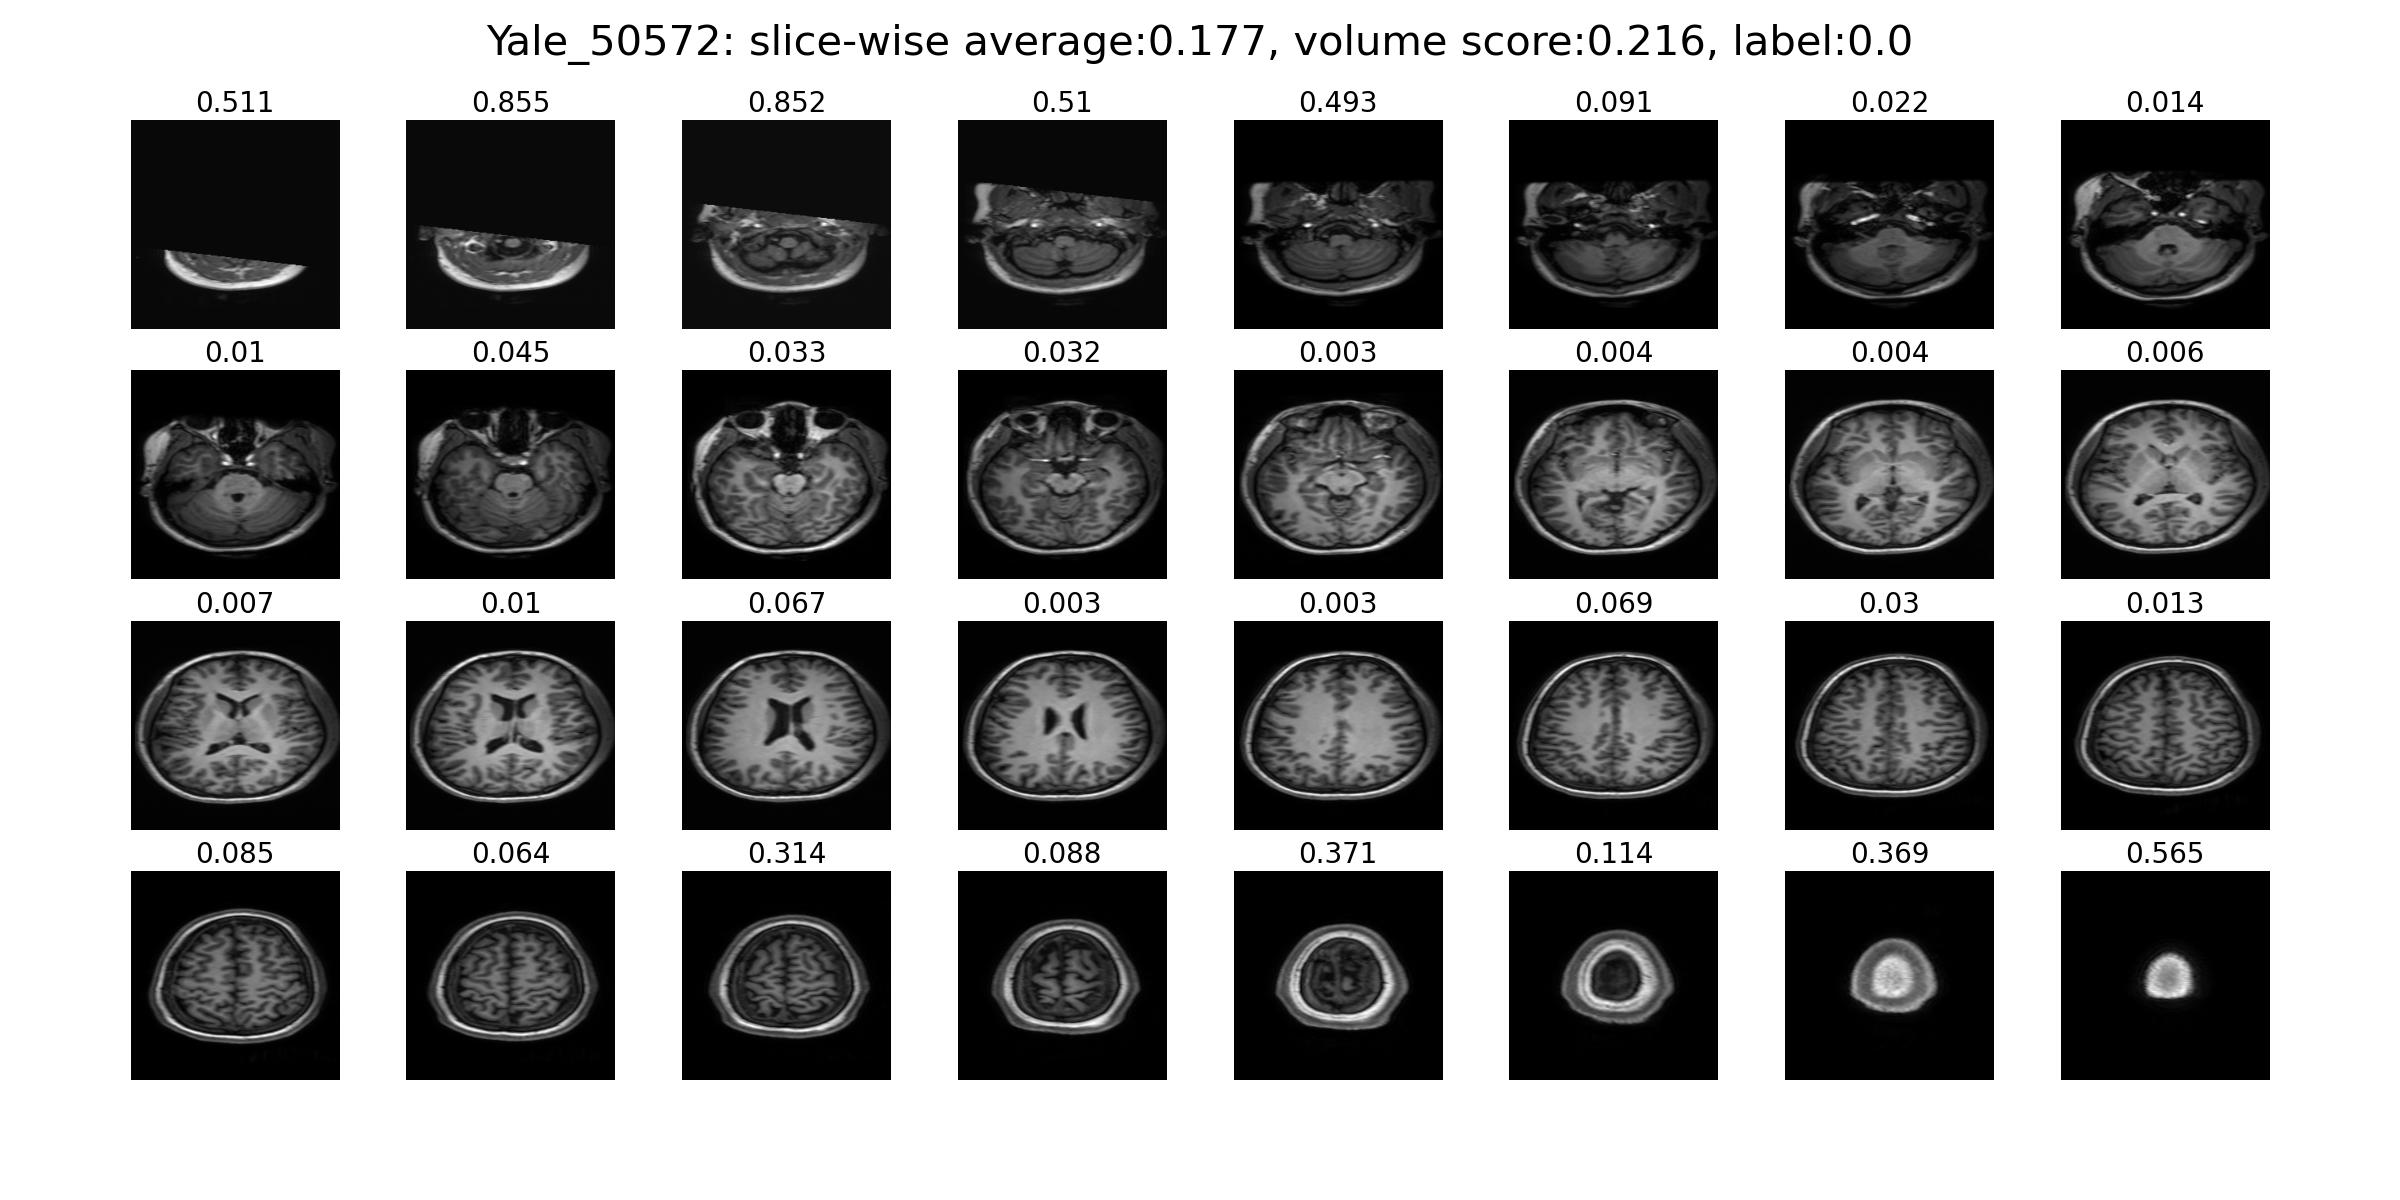 Yale_50572: slice-wise average:0.177, volume score:0.216, label:0.0
0.511 0.855 0.852 0.51 0.493 0.091 0.022 0.014
0.01 0.045 0.033 0.032 0.003 0.004 0.004 0.006
0.007 0.01 0.067 0.003 0.003 0.069 0.03 0.013
0.085 0.064 0.314 0.088 0.371 0.114 0.369 0.565